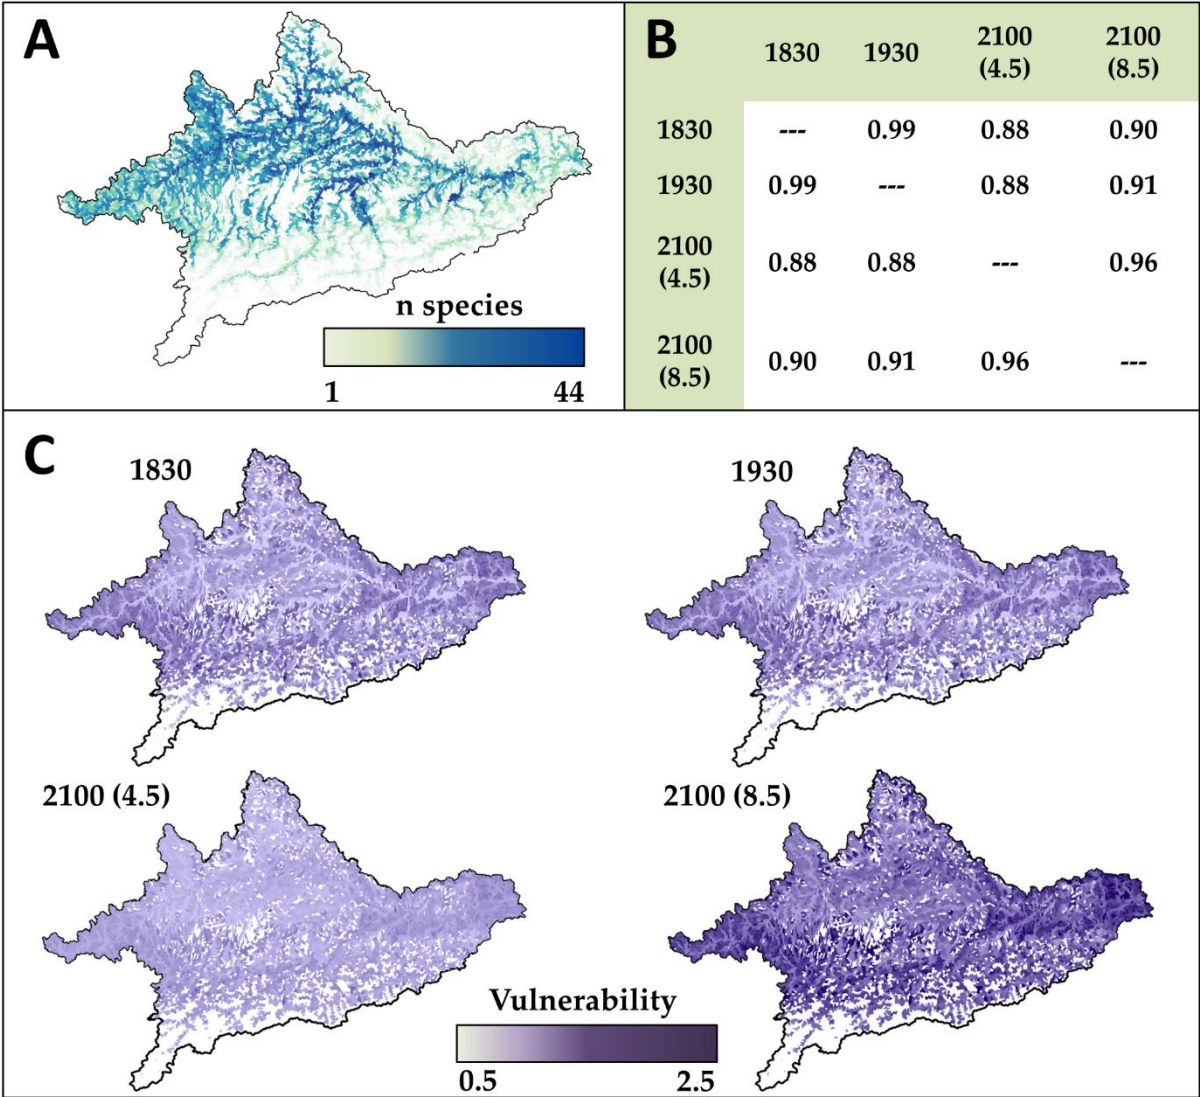 A
n species
1 44
B
1830 1930 2100 (4.5) 2100 (8.5)
1830 --- 0.99 0.88 0.90
1930 0.99 --- 0.88 0.91
2100 (4.5) 0.88 0.88 --- 0.96
2100 (8.5) 0.90 0.91 0.96 ---
C
1830
1930
2100 (4.5)
2100 (8.5)
Vulnerability
0.5 2.5